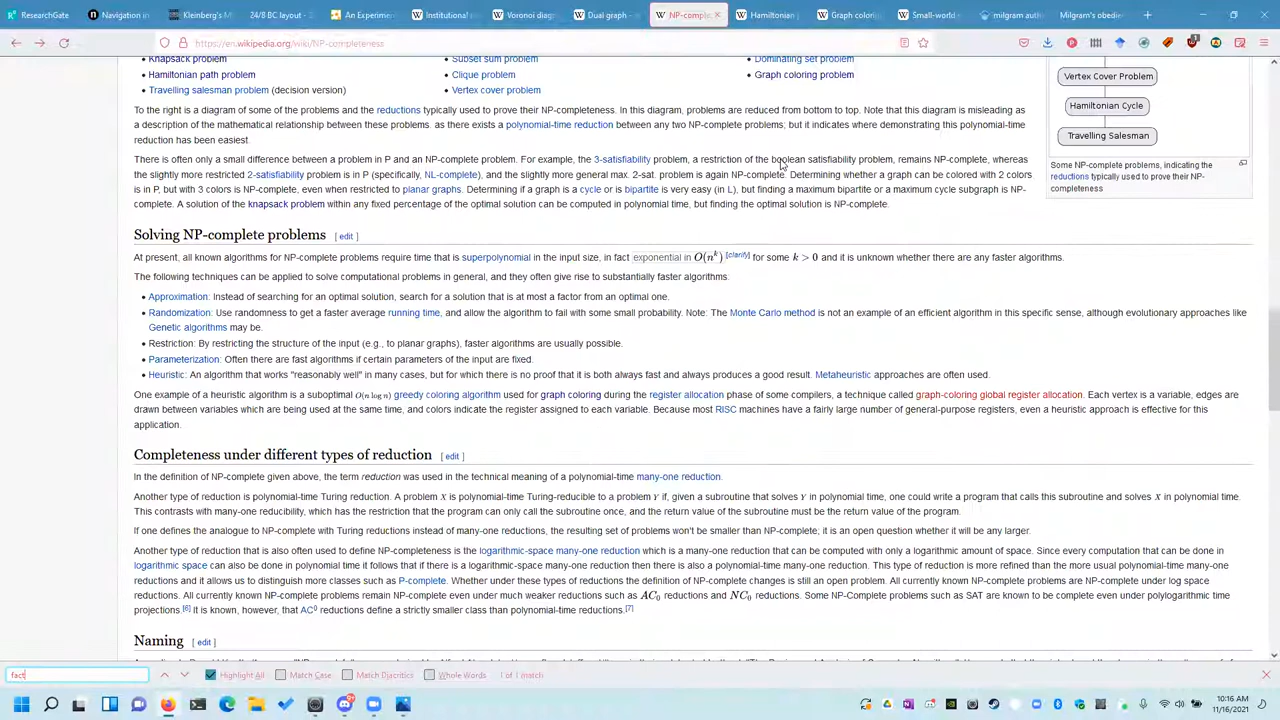 ResearchGate
Navigation
Kleinberg's M
24/8 BC layout -
An Experimen
Institutional
Voronoi diagr
Dual graph -
NP-complete
Hamiltonian
Graph coloring
Small-world
milgram auth
Milgram's obedie
https://en.wikipedia.org/wiki/NP-completeness
• Knapsack problem
• Subset sum problem
• Dominating set problem
• Hamiltonian path problem
• Clique problem
• Graph coloring problem
• Travelling salesman problem (decision version)
• Vertex cover problem
Vertex Cover Problem
Hamiltonian Cycle
Travelling Salesman
Some NP-complete problems, indicating the
reductions typically used to prove their NP-
completeness
To the right is a diagram of some of the problems and the reductions typically used to prove their NP-completeness. In this diagram, problems are reduced from bottom to top. Note that this diagram is misleading as
a description of the mathematical relationship between these problems, as there exists a polynomial-time reduction between any two NP-complete problems; but it indicates where demonstrating this polynomial-time
reduction has been easiest.
There is often only a small difference between a problem in P and an NP-complete problem. For example, the 3-satisfiability problem, a restriction of the boolean satisfiability problem, remains NP-complete, whereas
the slightly more restricted 2-satisfiability problem is in P (specifically, NL-complete), and the slightly more general max. 2-sat. problem is again NP-complete. Determining whether a graph can be colored with 2 colors
is in P, but with 3 colors is NP-complete, even when restricted to planar graphs. Determining if a graph is a cycle or is bipartite is very easy (in L), but finding a maximum bipartite or a maximum cycle subgraph is NP-
complete. A solution of the knapsack problem within any fixed percentage of the optimal solution can be computed in polynomial time, but finding the optimal solution is NP-complete.
Solving NP-complete problems [ edit ]
At present, all known algorithms for NP-complete problems require time that is superpolynomial in the input size, in fact exponential in O(n^k) [clarify] for some k > 0 and it is unknown whether there are any faster algorithms.
The following techniques can be applied to solve computational problems in general, and they often give rise to substantially faster algorithms:
• Approximation: Instead of searching for an optimal solution, search for a solution that is at most a factor from an optimal one.
• Randomization: Use randomness to get a faster average running time, and allow the algorithm to fail with some small probability. Note: The Monte Carlo method is not an example of an efficient algorithm in this specific sense, although evolutionary approaches like
Genetic algorithms may be.
• Restriction: By restricting the structure of the input (e.g., to planar graphs), faster algorithms are usually possible.
• Parameterization: Often there are fast algorithms if certain parameters of the input are fixed.
• Heuristic: An algorithm that works "reasonably well" in many cases, but for which there is no proof that it is both always fast and always produces a good result. Metaheuristic approaches are often used.
One example of a heuristic algorithm is a suboptimal O(n log n) greedy coloring algorithm used for graph coloring during the register allocation phase of some compilers, a technique called graph-coloring global register allocation. Each vertex is a variable, edges are
drawn between variables which are being used at the same time, and colors indicate the register assigned to each variable. Because most RISC machines have a fairly large number of general-purpose registers, even a heuristic approach is effective for this
application.
Completeness under different types of reduction [ edit ]
In the definition of NP-complete given above, the term reduction was used in the technical meaning of a polynomial-time many-one reduction.
Another type of reduction is polynomial-time Turing reduction. A problem X is polynomial-time Turing-reducible to a problem Y if, given a subroutine that solves Y in polynomial time, one could write a program that calls this subroutine and solves X in polynomial time.
This contrasts with many-one reducibility, which has the restriction that the program can only call the subroutine once, and the return value of the subroutine must be the return value of the program.
If one defines the analogue to NP-complete with Turing reductions instead of many-one reductions, the resulting set of problems won't be smaller than NP-complete; it is an open question whether it will be any larger.
Another type of reduction that is also often used to define NP-completeness is the logarithmic-space many-one reduction which is a many-one reduction that can be computed with only a logarithmic amount of space. Since every computation that can be done in
logarithmic space can also be done in polynomial time it follows that if there is a logarithmic-space many-one reduction then there is also a polynomial-time many-one reduction. This type of reduction is more refined than the more usual polynomial-time many-one
reductions and it allows us to distinguish more classes such as P-complete. Whether under these types of reductions the definition of NP-complete changes is still an open problem. All currently known NP-complete problems are NP-complete under log space
reductions. All currently known NP-complete problems remain NP-complete even under much weaker reductions such as AC₀ reductions and NC₀ reductions. Some NP-Complete problems such as SAT are known to be complete even under polylogarithmic time
projections.[6] It is known, however, that AC⁰ reductions define a strictly smaller class than polynomial-time reductions.[7]
Naming [ edit ]
fact
Highlight All
Match Case
Match Diacritics
Whole Words
1 of 1 match
10:16 AM
11/16/2021